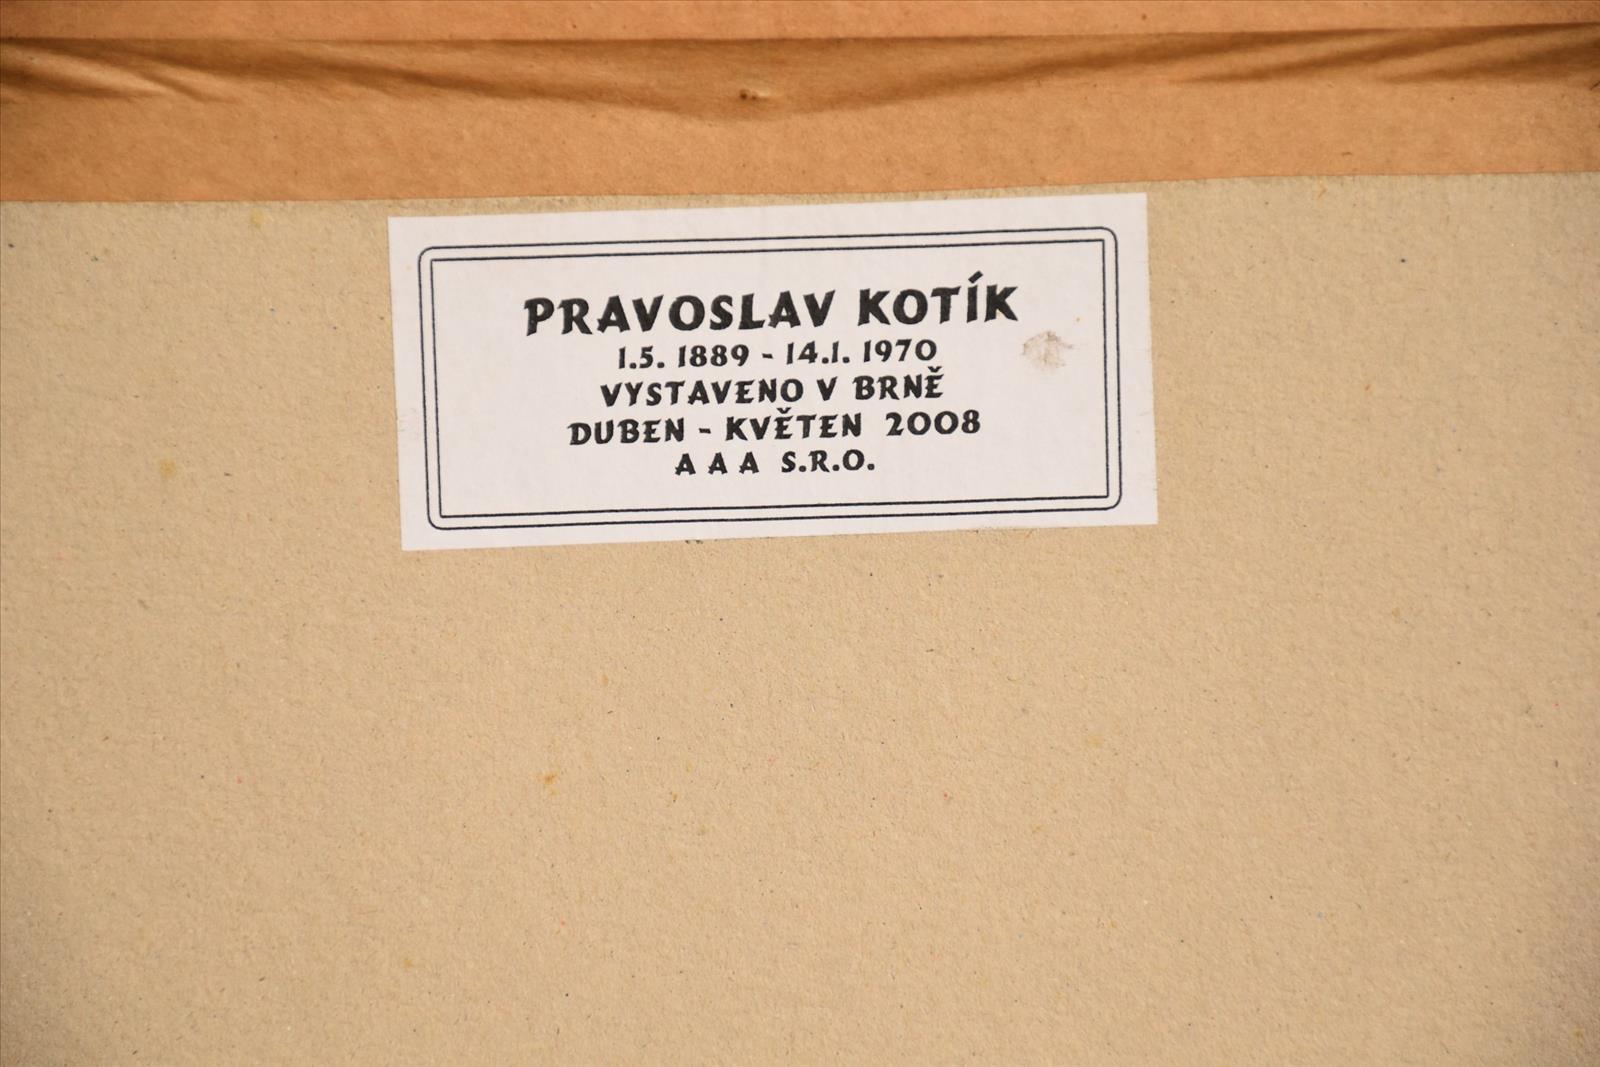 PRAVOSLAV KOTÍK
1.5. 1889 - 14.1. 1970
VYSTAVENO V BRNĚ
DUBEN - KVĚTEN 2008
A A A S.R.O.